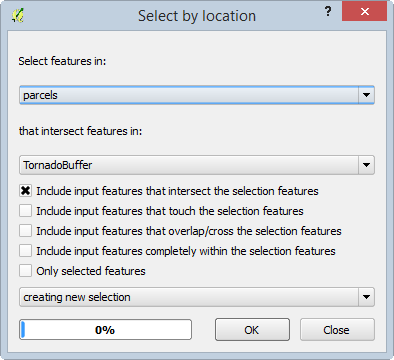 Select by location
?
Select features in:
parcels
that intersect features in:
TornadoBuffer
Include input features that intersect the selection features
Include input features that touch the selection features
Include input features that overlap/cross the selection features
Include input features completely within the selection features
Only selected features
creating new selection
0%
OK
Close